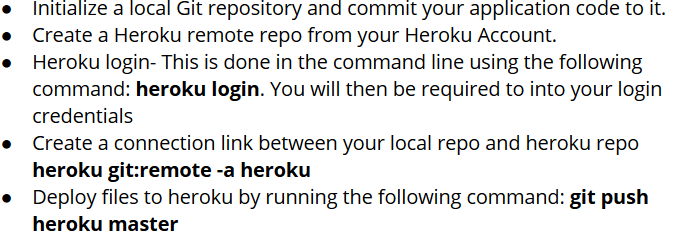 ● Initialize a local Git repository and commit your application code to it.
● Create a Heroku remote repo from your Heroku Account.
● Heroku login- This is done in the command line using the following
command: heroku login. You will then be required to into your login
credentials
● Create a connection link between your local repo and heroku repo
heroku git:remote -a heroku
● Deploy files to heroku by running the following command: git push
heroku master